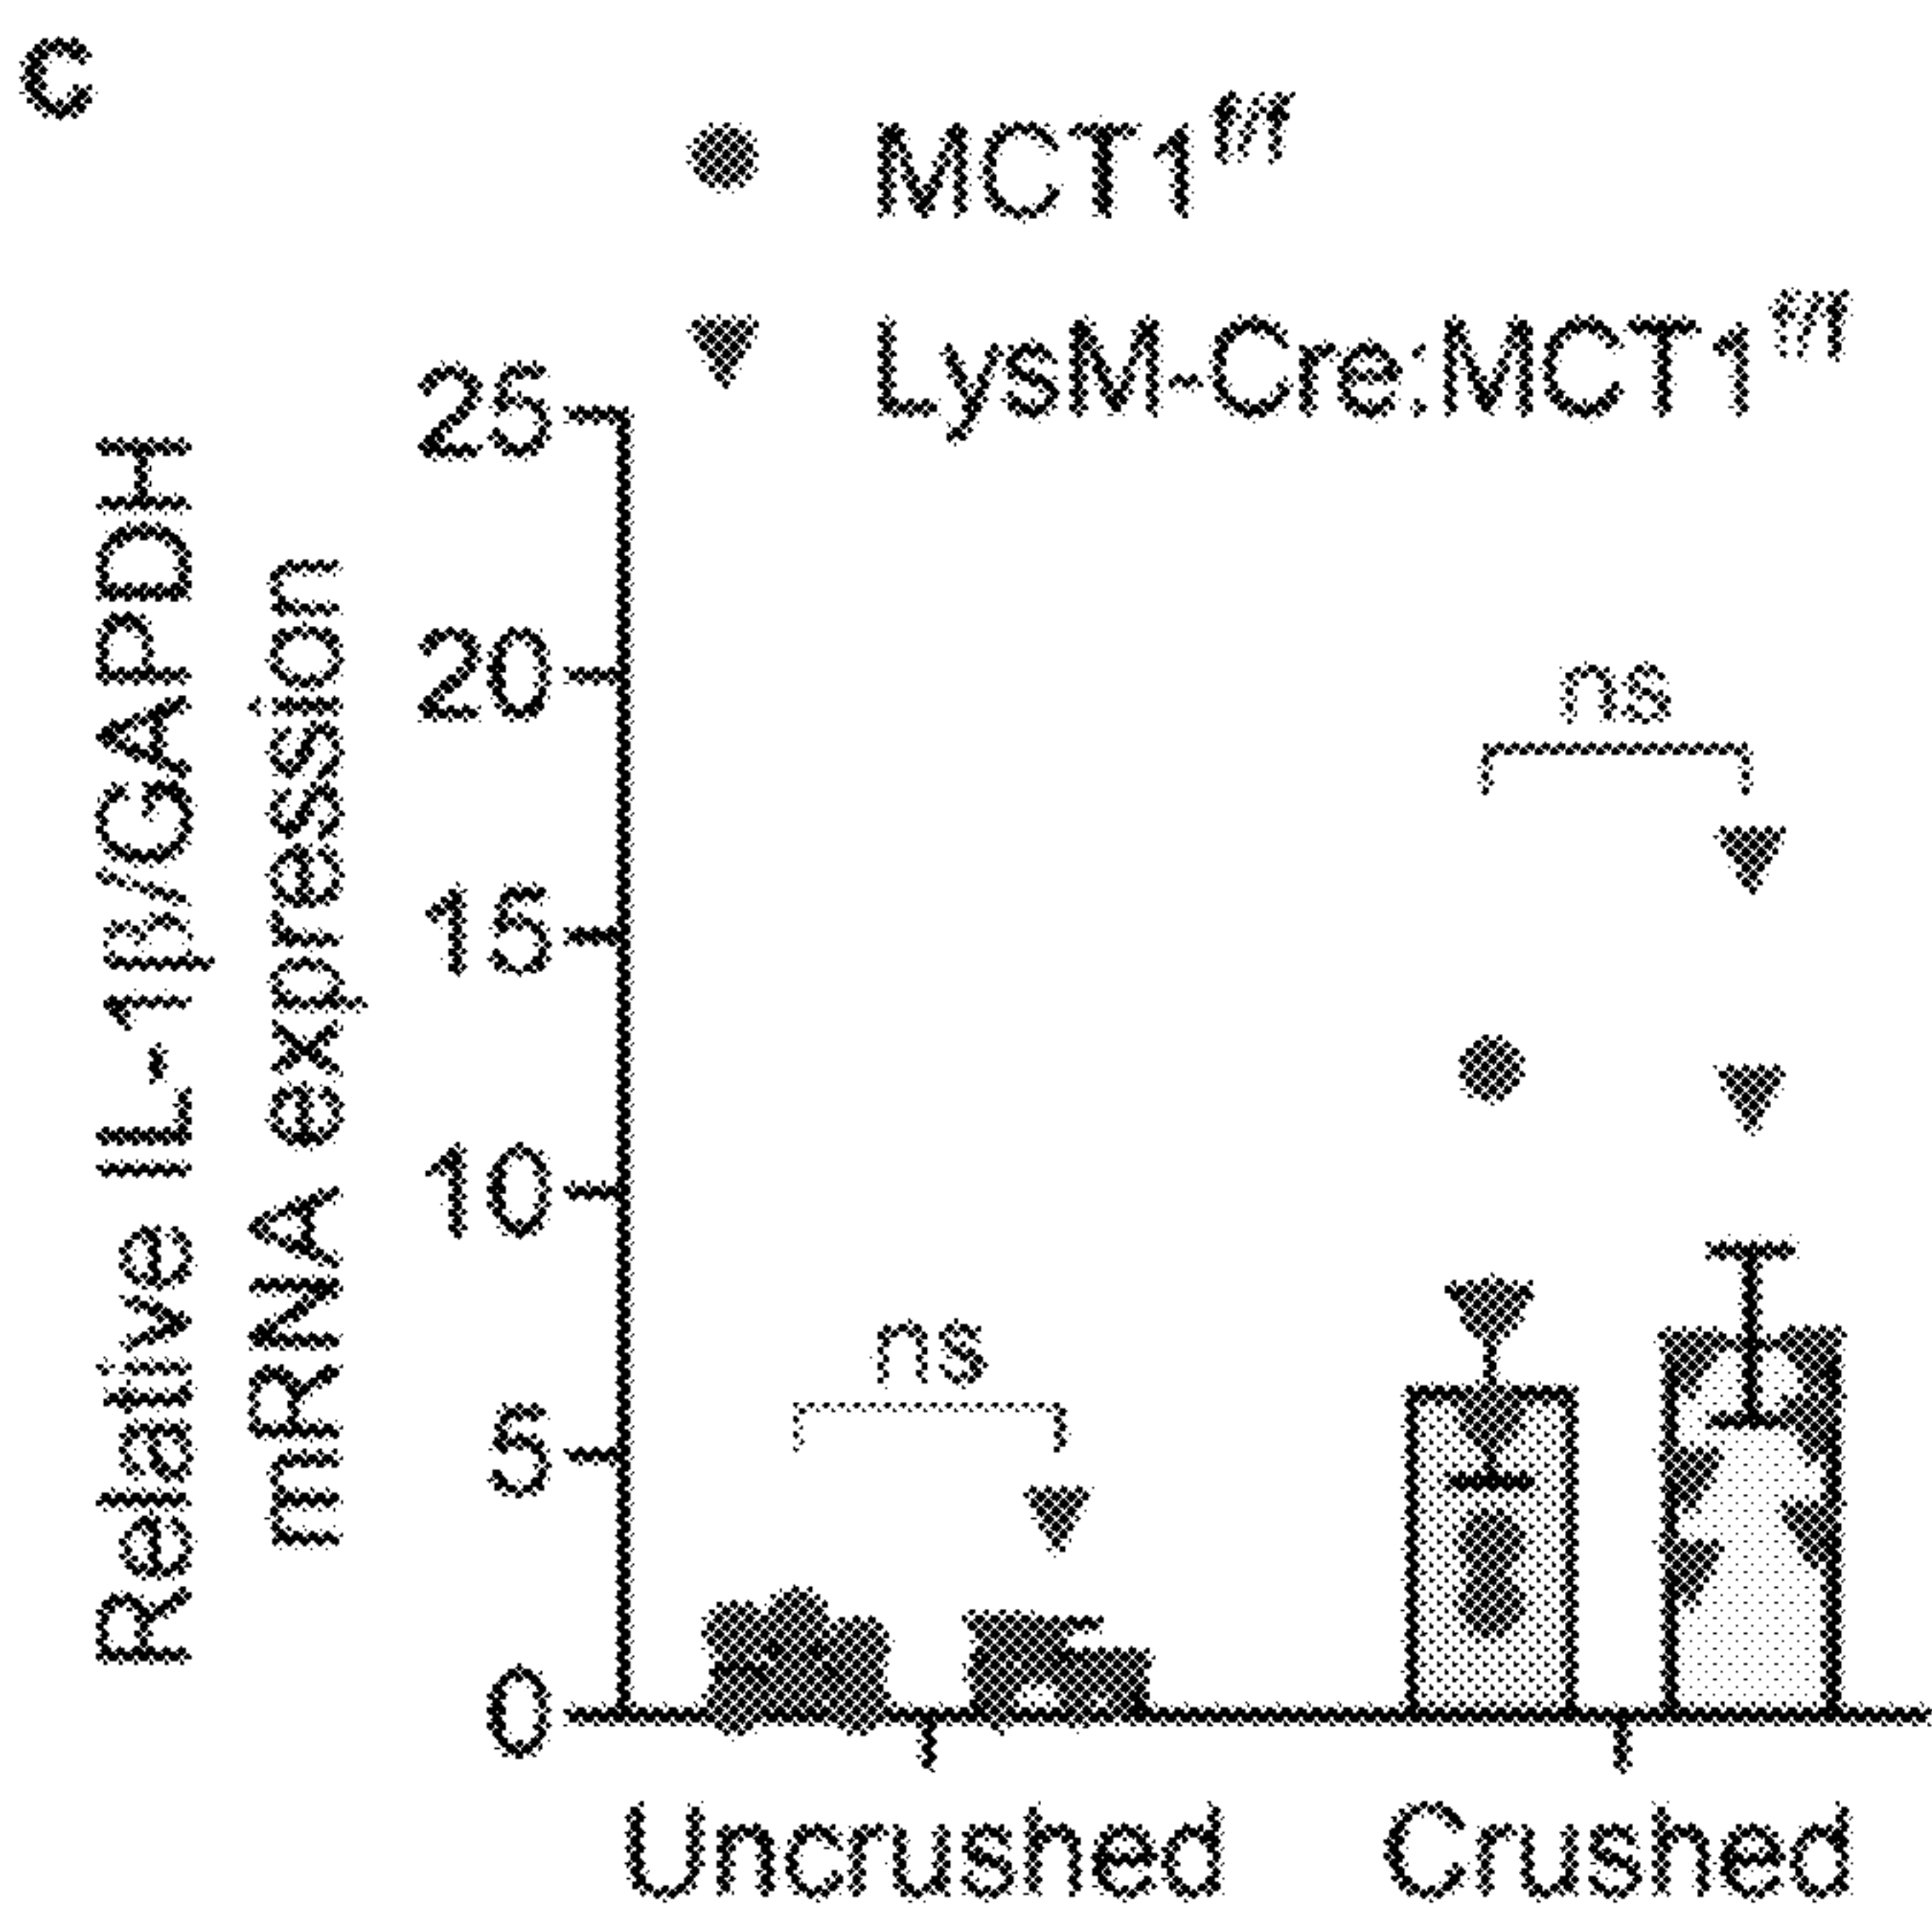 c
MCT1f/f
LysM-Cre:MCT1f/f
Relative IL-1β/GAPDH
mRNA expression
25
20
15
10
5
0
ns
ns
Uncrushed
Crushed